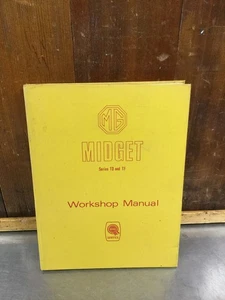 MG
MIDGET
Series TD and TF
Workshop Manual